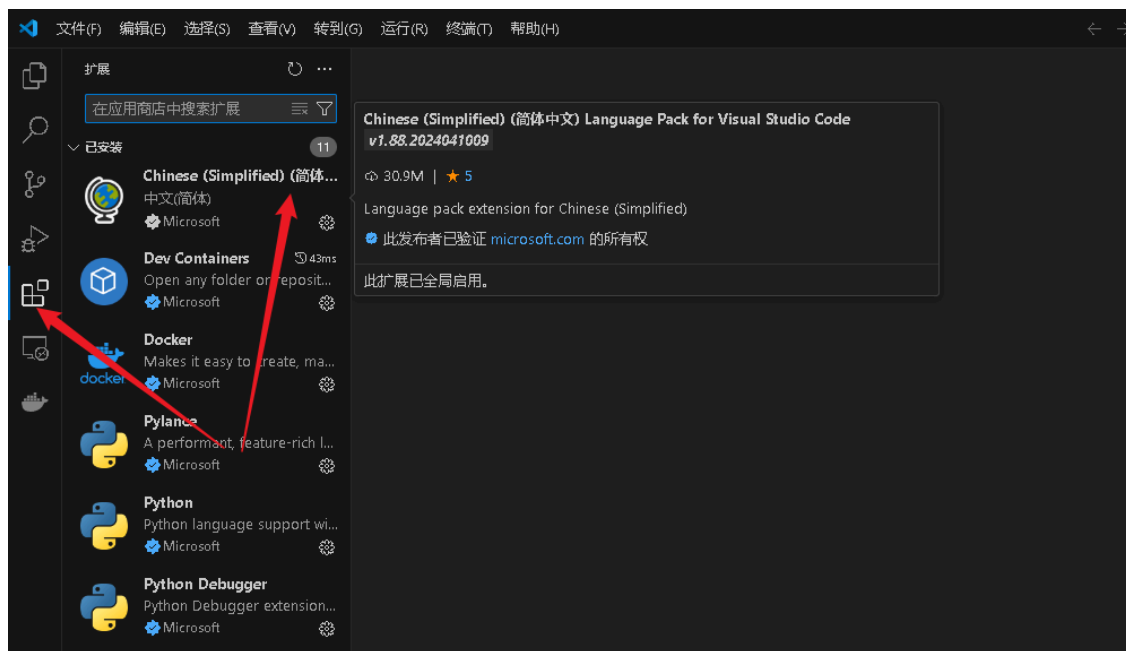 文件(F) 编辑(E) 选择(S) 查看(V) 转到(G) 运行(R) 终端(T) 帮助(H)
扩展
在应用商店中搜索扩展
已安装 11
Chinese (Simplified) (简体...
中文(简体)
Microsoft
Dev Containers 43ms
Open any folder or reposit...
Microsoft
Docker
Makes it easy to create, ma...
docker
Microsoft
Pylance
A performant, feature-rich l...
Microsoft
Python
Python language support wi...
Microsoft
Python Debugger
Python Debugger extension...
Microsoft
Chinese (Simplified) (简体中文) Language Pack for Visual Studio Code
v1.88.2024041009
30.9M | ★ 5
Language pack extension for Chinese (Simplified)
此发布者已验证 microsoft.com 的所有权
此扩展已全局启用。